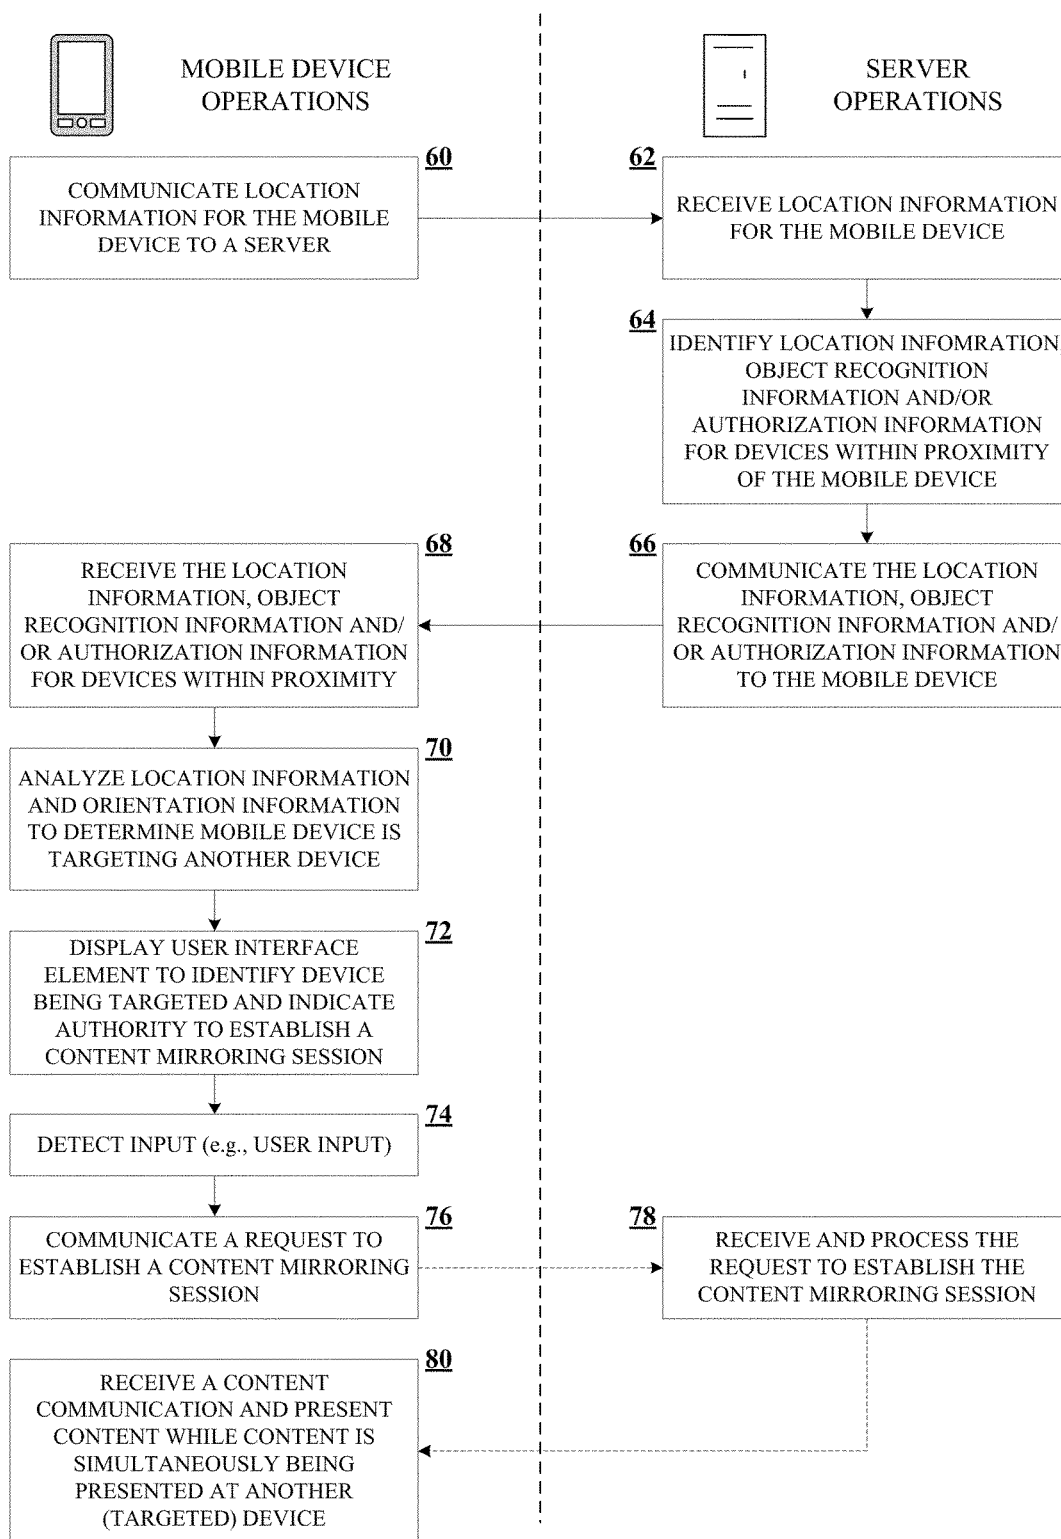 MOBILE DEVICE
OPERATIONS
SERVER
OPERATIONS
60
COMMUNICATE LOCATION
INFORMATION FOR THE MOBILE
DEVICE TO A SERVER
62
RECEIVE LOCATION INFORMATION
FOR THE MOBILE DEVICE
64
IDENTIFY LOCATION INFOMRATION
OBJECT RECOGNITION
INFORMATION AND/OR
AUTHORIZATION INFORMATION
FOR DEVICES WITHIN PROXIMITY
OF THE MOBILE DEVICE
66
COMMUNICATE THE LOCATION
INFORMATION, OBJECT
RECOGNITION INFORMATION AND/
OR AUTHORIZATION INFORMATION
TO THE MOBILE DEVICE
68
RECEIVE THE LOCATION
INFORMATION, OBJECT
RECOGNITION INFORMATION AND/
OR AUTHORIZATION INFORMATION
FOR DEVICES WITHIN PROXIMITY
70
ANALYZE LOCATION INFORMATION
AND ORIENTATION INFORMATION
TO DETERMINE MOBILE DEVICE IS
TARGETING ANOTHER DEVICE
72
DISPLAY USER INTERFACE
ELEMENT TO IDENTIFY DEVICE
BEING TARGETED AND INDICATE
AUTHORITY TO ESTABLISH A
CONTENT MIRRORING SESSION
74
DETECT INPUT (e.g., USER INPUT)
76
COMMUNICATE A REQUEST TO
ESTABLISH A CONTENT MIRRORING
SESSION
78
RECEIVE AND PROCESS THE
REQUEST TO ESTABLISH THE
CONTENT MIRRORING SESSION
80
RECEIVE A CONTENT
COMMUNICATION AND PRESENT
CONTENT WHILE CONTENT IS
SIMULTANEOUSLY BEING
PRESENTED AT ANOTHER
(TARGETED) DEVICE